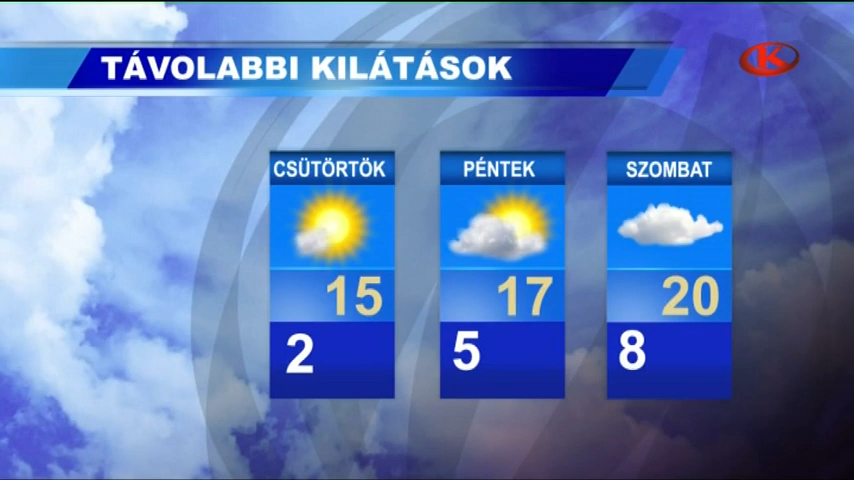 TÁVOLABBI KILÁTÁSOK
K
CSÜTÖRTÖK
PÉNTEK
SZOMBAT
15
17
20
2
5
8